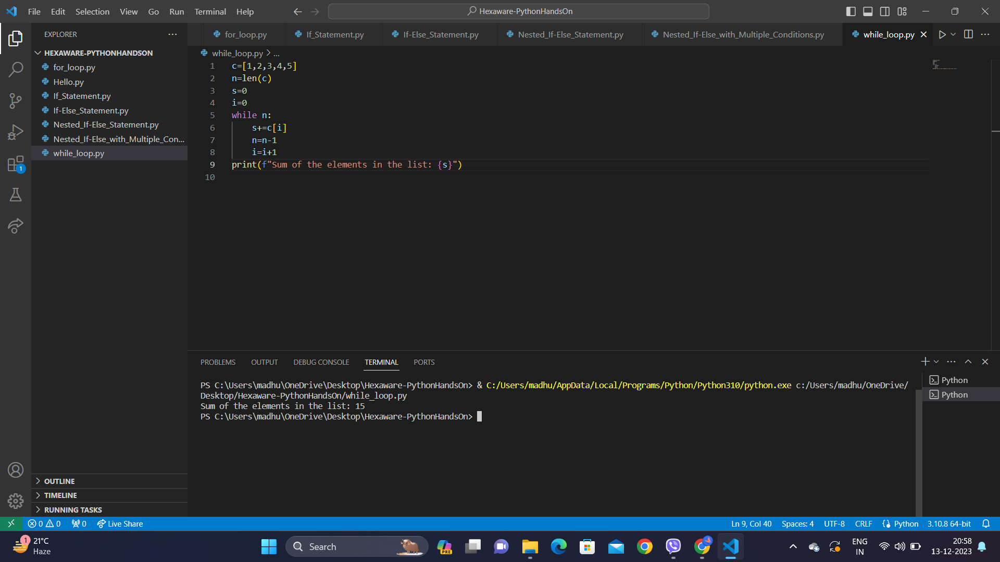 File Edit Selection View Go Run Terminal Help
Hexaware-PythonHandsOn
EXPLORER
for_loop.py If_Statement.py If-Else_Statement.py Nested_If-Else_Statement.py Nested_If-Else_with_Multiple_Conditions.py while_loop.py
HEXAWARE-PYTHONHANDSON
for_loop.py
Hello.py
If_Statement.py
If-Else_Statement.py
Nested_If-Else_Statement.py
Nested_If-Else_with_Multiple_Con...
while_loop.py
while_loop.py > ...
1 c=[1,2,3,4,5]
2 n=len(c)
3 s=0
4 i=0
5 while n:
6 s+=c[i]
7 n=n-1
8 i=i+1
9 print(f"Sum of the elements in the list: {s}")
10
1
PROBLEMS OUTPUT DEBUG CONSOLE TERMINAL PORTS
PS C:\Users\madhu\OneDrive\Desktop\Hexaware-PythonHandsOn> & C:/Users/madhu/AppData/Local/Programs/Python/Python310/python.exe c:/Users/madhu/OneDrive/
Desktop/Hexaware-PythonHandsOn/while_loop.py
Sum of the elements in the list: 15
PS C:\Users\madhu\OneDrive\Desktop\Hexaware-PythonHandsOn>
Python
Python
OUTLINE
TIMELINE
RUNNING TASKS
0 0 0 Live Share
Ln 9, Col 40 Spaces: 4 UTF-8 CRLF Python 3.10.8 64-bit
1
21°C
Haze
Search
PRE
ENG
IN
20:58
13-12-2023